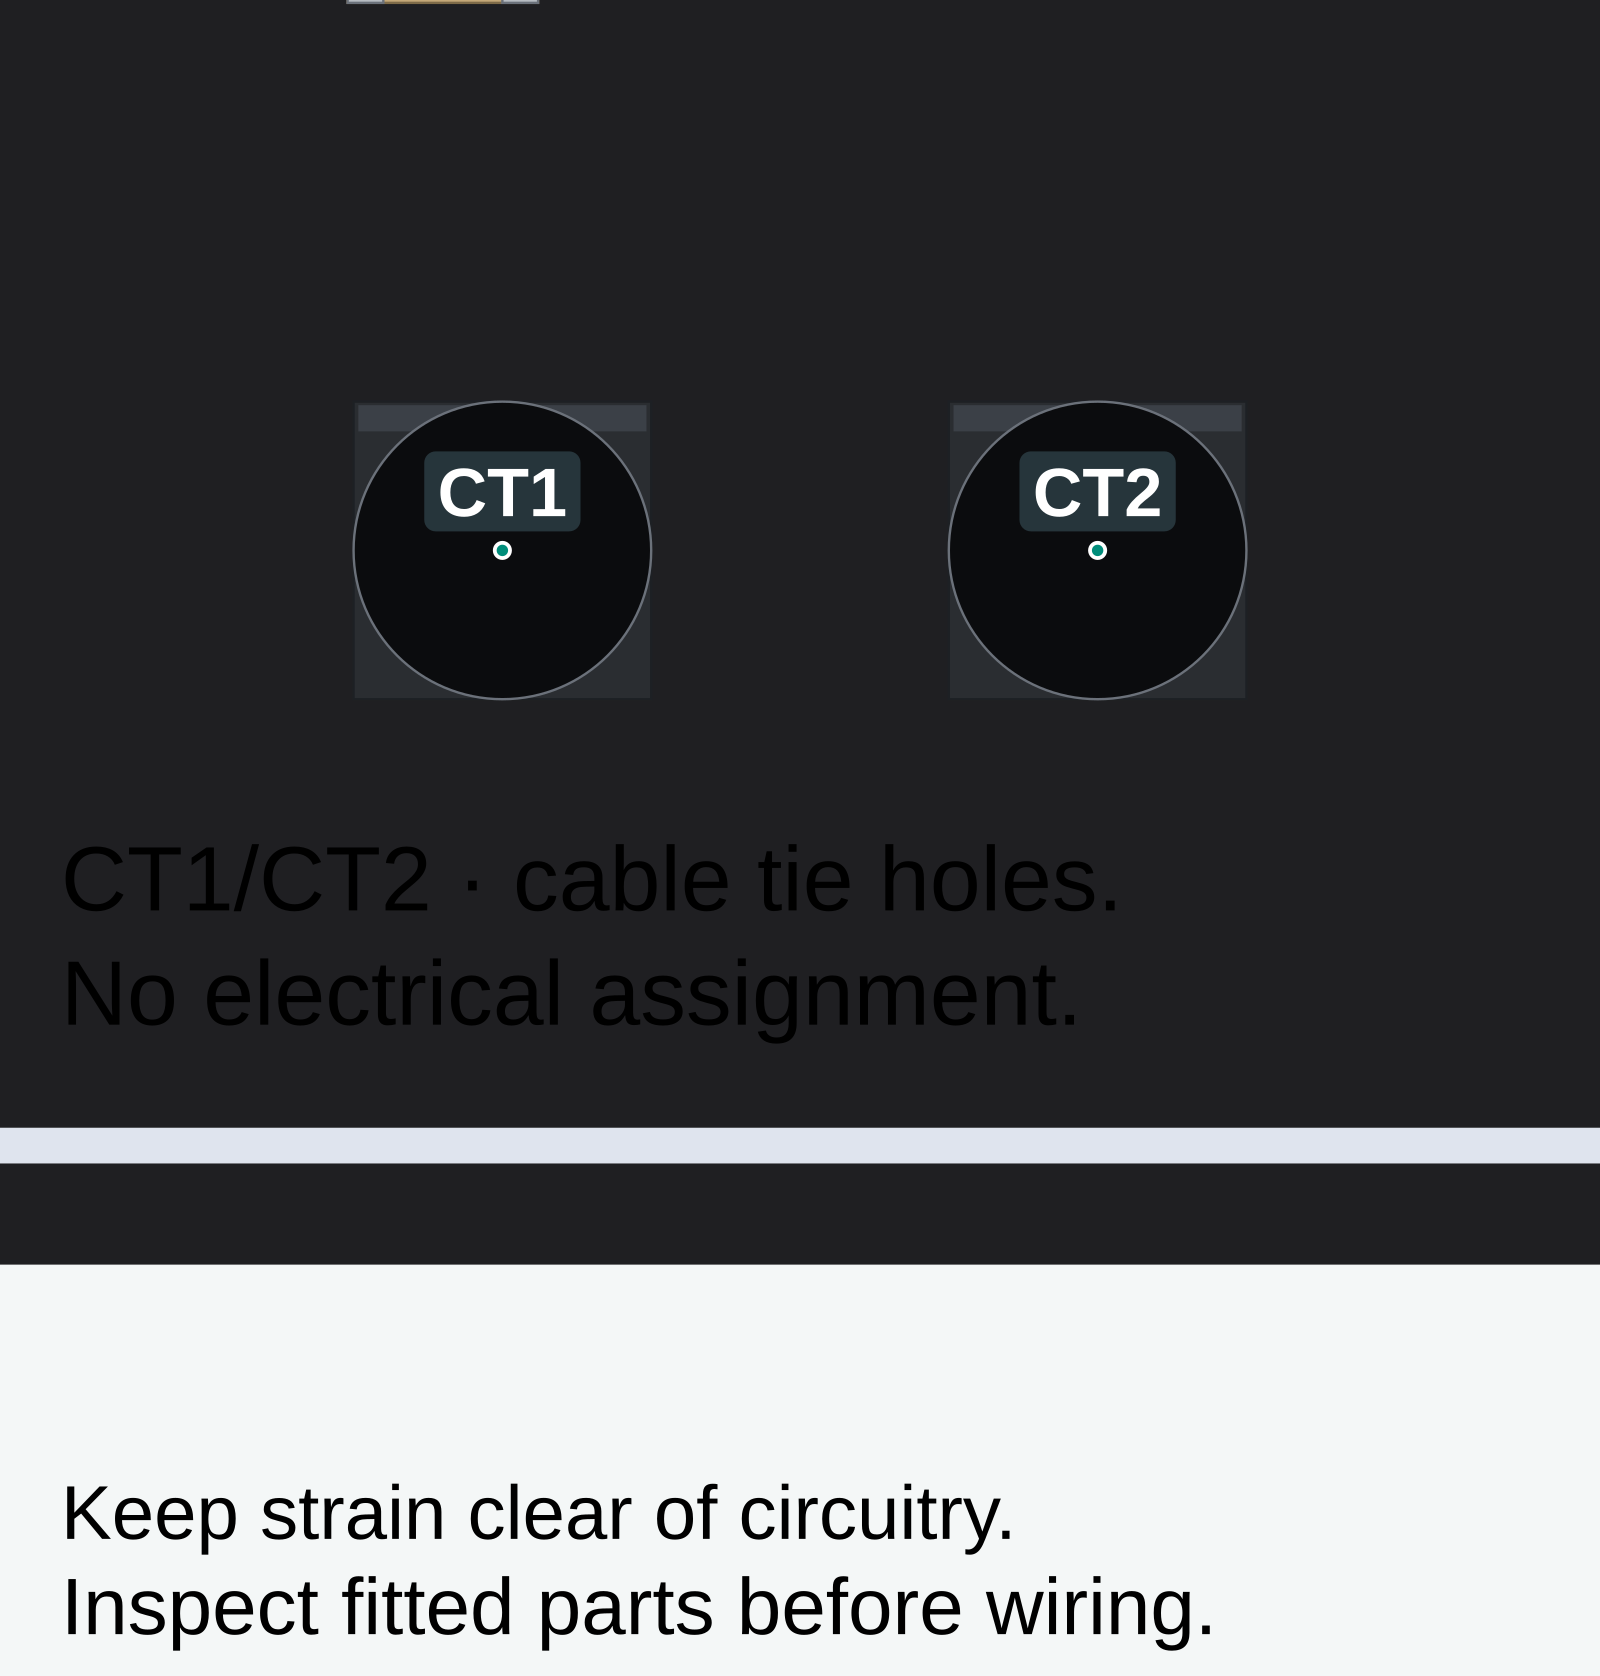 CT1 CT2
CT1/CT2 · cable tie holes.
No electrical assignment.
Keep strain clear of circuitry.
Inspect fitted parts before wiring.